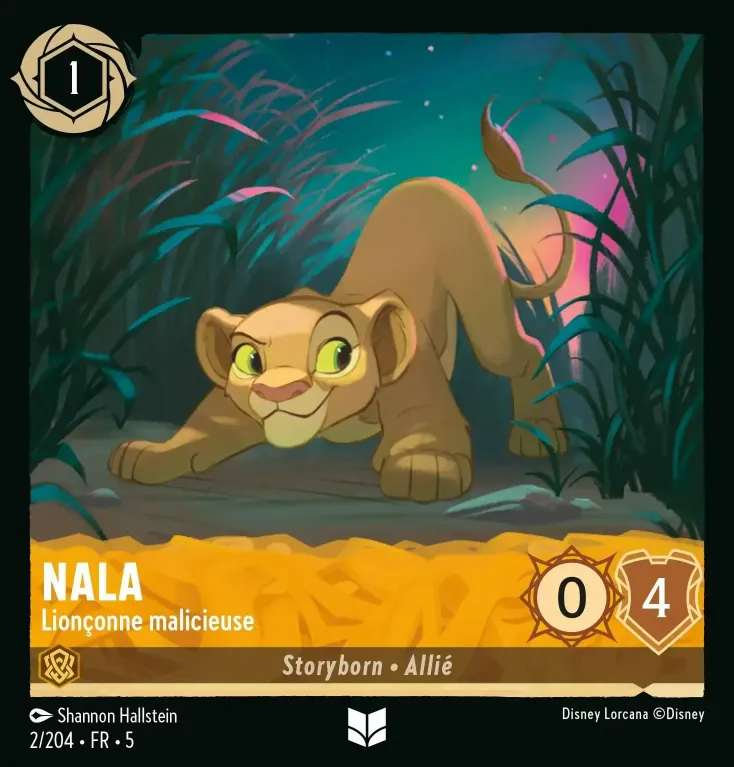 1
NALA
Lionçonne malicieuse
0
4
Storyborn • Allié
Shannon Hallstein
Disney Lorcana ©Disney
2/204 • FR • 5